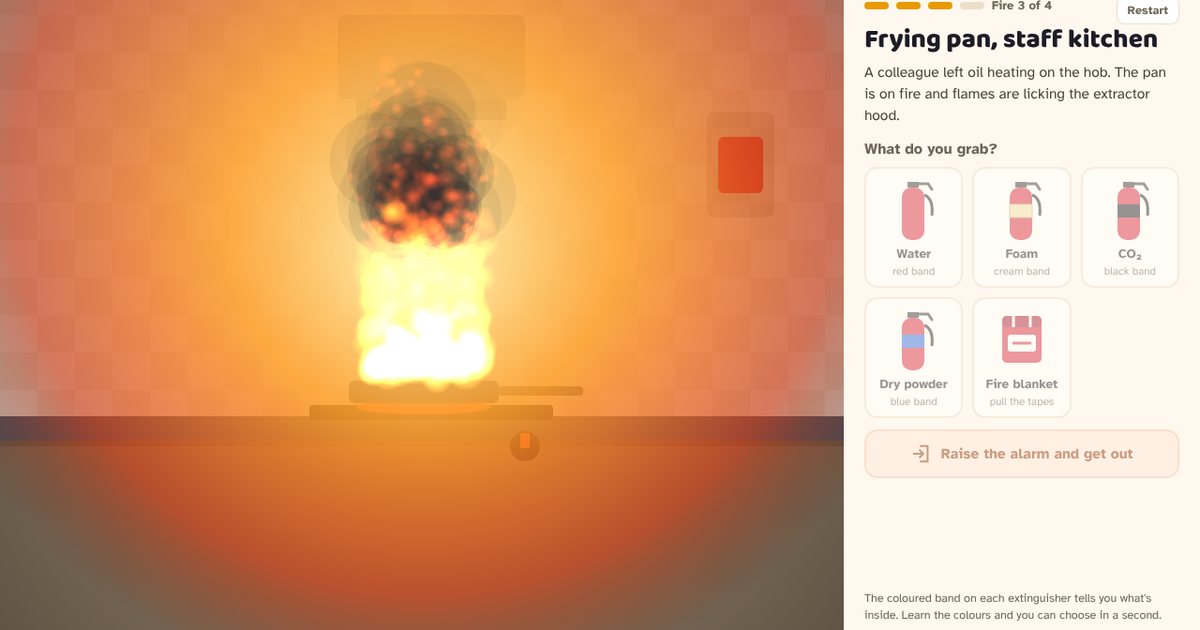 Fire 3 of 4
Restart
Frying pan, staff kitchen
A colleague left oil heating on the hob. The pan
is on fire and flames are licking the extractor
hood.
What do you grab?
Water
red band
Foam
cream band
CO₂
black band
Dry powder
blue band
Fire blanket
pull the tapes
Raise the alarm and get out
The coloured band on each extinguisher tells you what's
inside. Learn the colours and you can choose in a second.